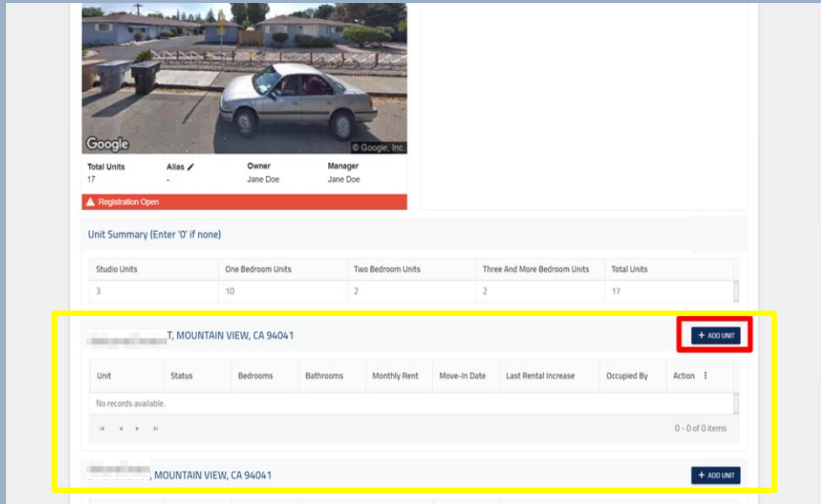 Google
© Google, Inc.
Total Units Alias Owner Manager
17 - Jane Doe Jane Doe
Registration Open
Unit Summary (Enter '0' if none)
Studio Units One Bedroom Units Two Bedroom Units Three And More Bedroom Units Total Units
3 10 2 2 17
T, MOUNTAIN VIEW, CA 94041 + ADD UNIT
Unit Status Bedrooms Bathrooms Monthly Rent Move-In Date Last Rental Increase Occupied By Action
No records available.
0 - 0 of 0 items
, MOUNTAIN VIEW, CA 94041 + ADD UNIT